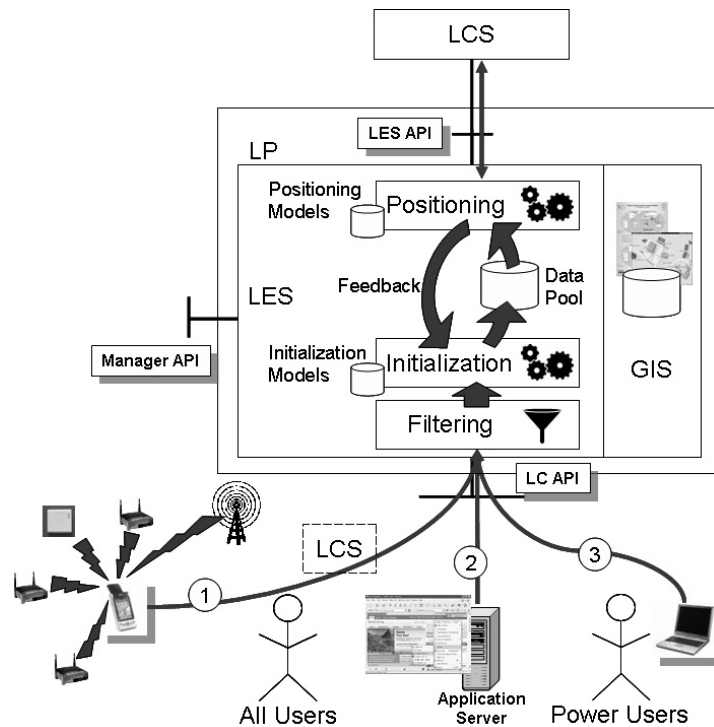 LCS
LES API
LP
Positioning
Models
Positioning
Feedback
Data
Pool
LES
GIS
Manager API
Initialization
Models
Initialization
Filtering
LC API
LCS
1
2
3
All Users
Application
Server
Power Users